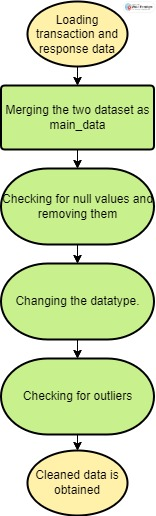 Loading
transaction and
response data
Merging the two dataset as
main_data
Checking for null values and
removing them
Changing the datatype.
Checking for outliers
Cleaned data is
obtained